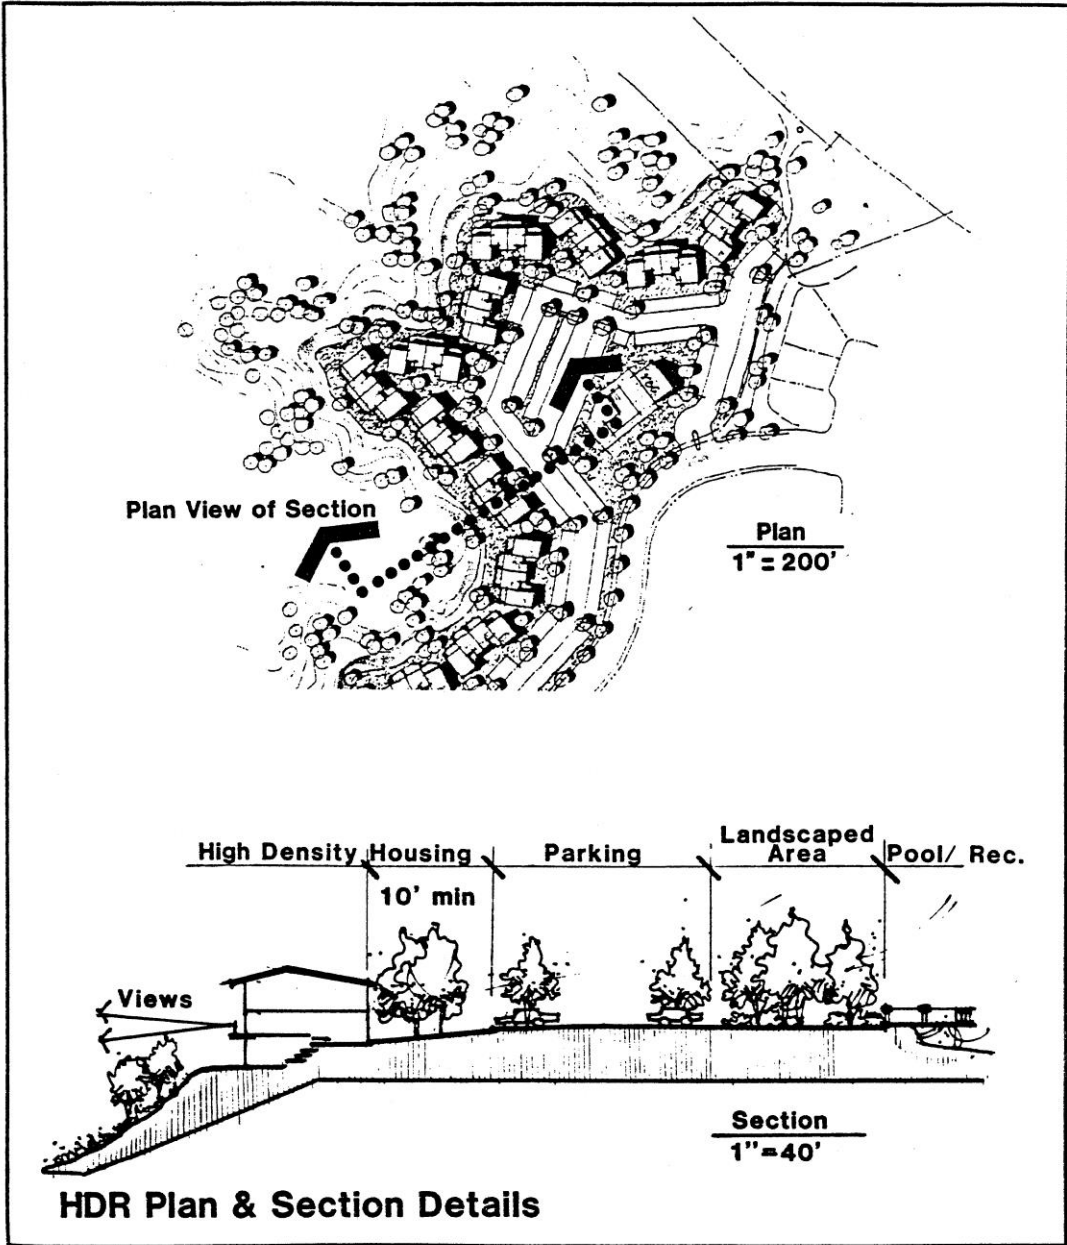 rec.
Plan View of Section
Plan
1" = 200'
High Density Housing
Parking
Landscaped
Area
Pool/ Rec.
10' min
Views
Section
1"=40'
HDR Plan & Section Details